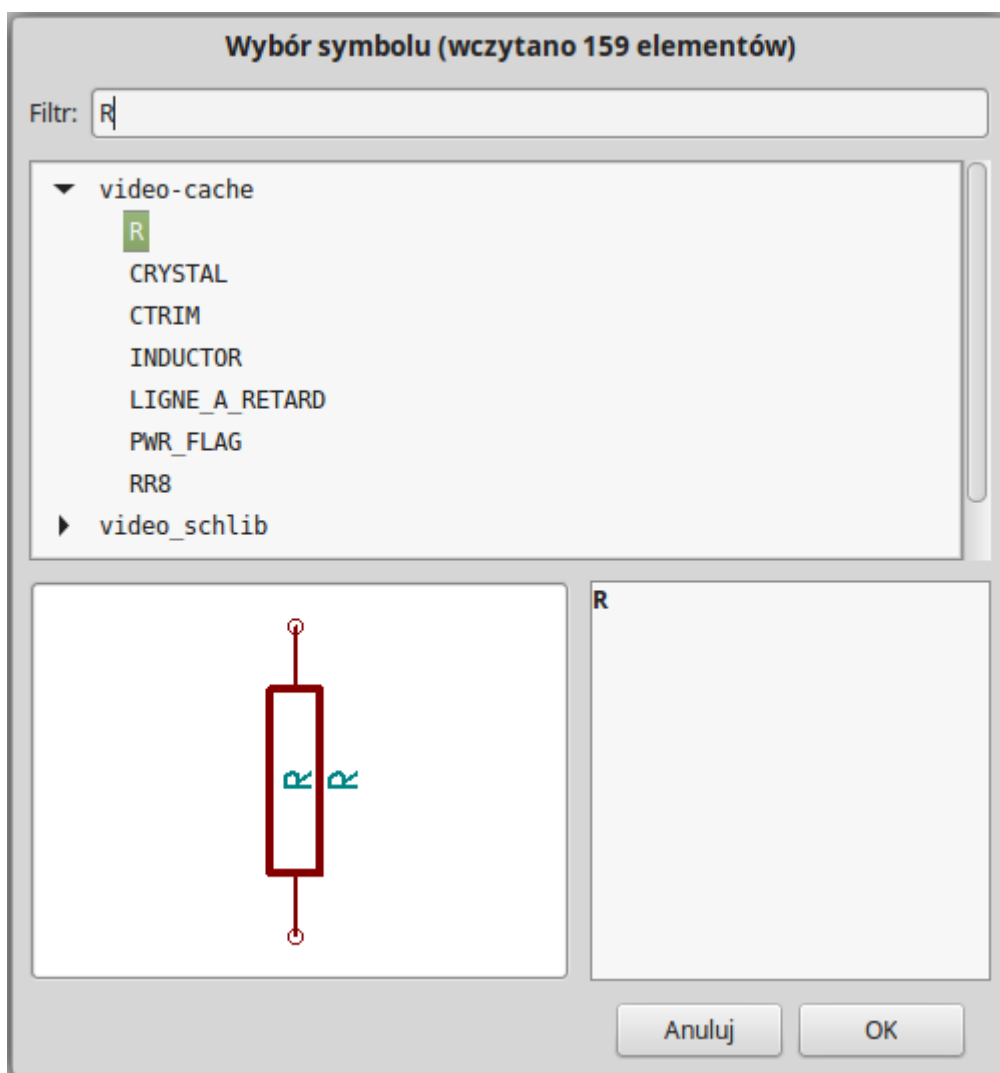 Wybór symbolu (wczytano 159 elementów)
Filtr: R
video-cache
R
CRYSTAL
CTRIM
INDUCTOR
LIGNE_A_RETARD
PWR_FLAG
RR8
video_schlib
R R
R
Anuluj OK